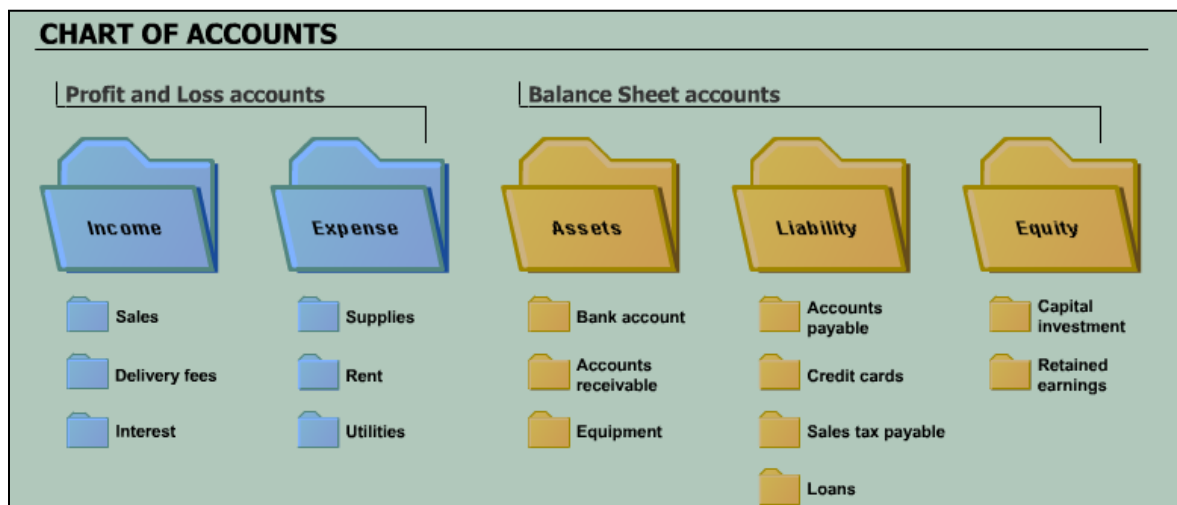 CHART OF ACCOUNTS
Profit and Loss accounts
Balance Sheet accounts
Income
Expense
Assets
Liability
Equity
Sales
Delivery fees
Interest
Supplies
Rent
Utilities
Bank account
Accounts
receivable
Equipment
Accounts
payable
Credit cards
Sales tax payable
Loans
Capital
investment
Retained
earnings